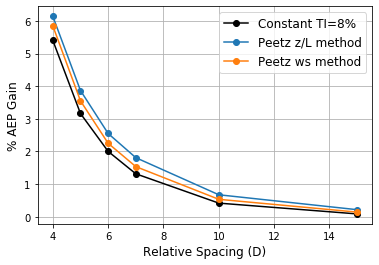 Constant TI=8%
Peetz z/L method
Peetz ws method
% AEP Gain
6
5
4
3
2
1
0
4 6 8 10 12 14
Relative Spacing (D)